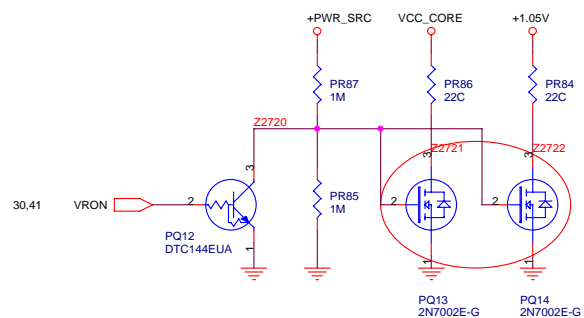 +PWR_SRC
VCC_CORE
+1.05V
PR87
1M
PR86
22C
PR84
22C
Z2720
Z2721
Z2722
3
3
3
30,41
VRON
2
PR85
1M
2
2
PQ12
DTC144EUA
1
1
1
PQ13
2N7002E-G
PQ14
2N7002E-G